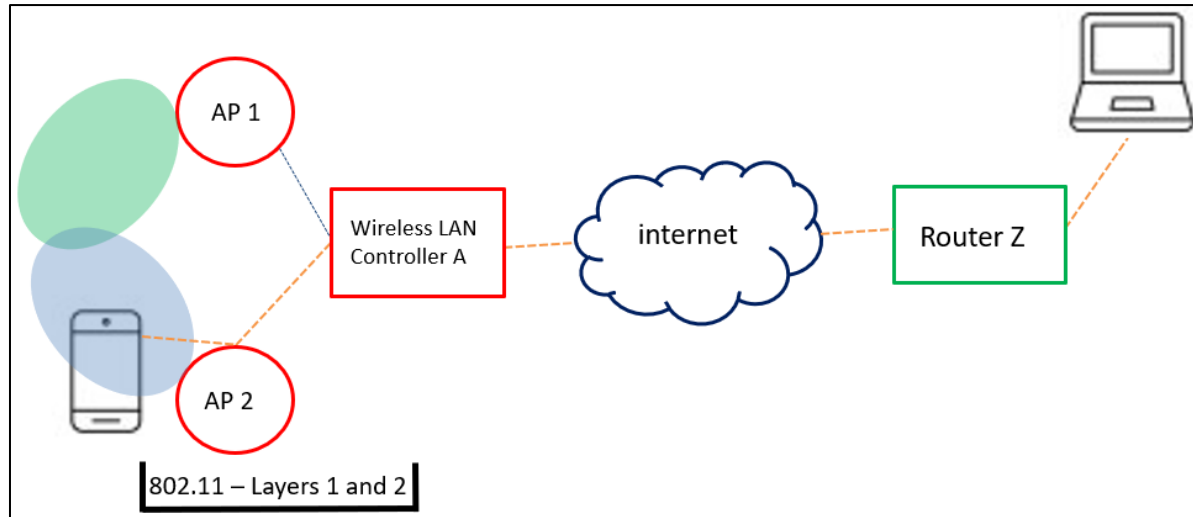 AP 1
Wireless LAN
Controller A
internet
Router Z
AP 2
802.11 – Layers 1 and 2